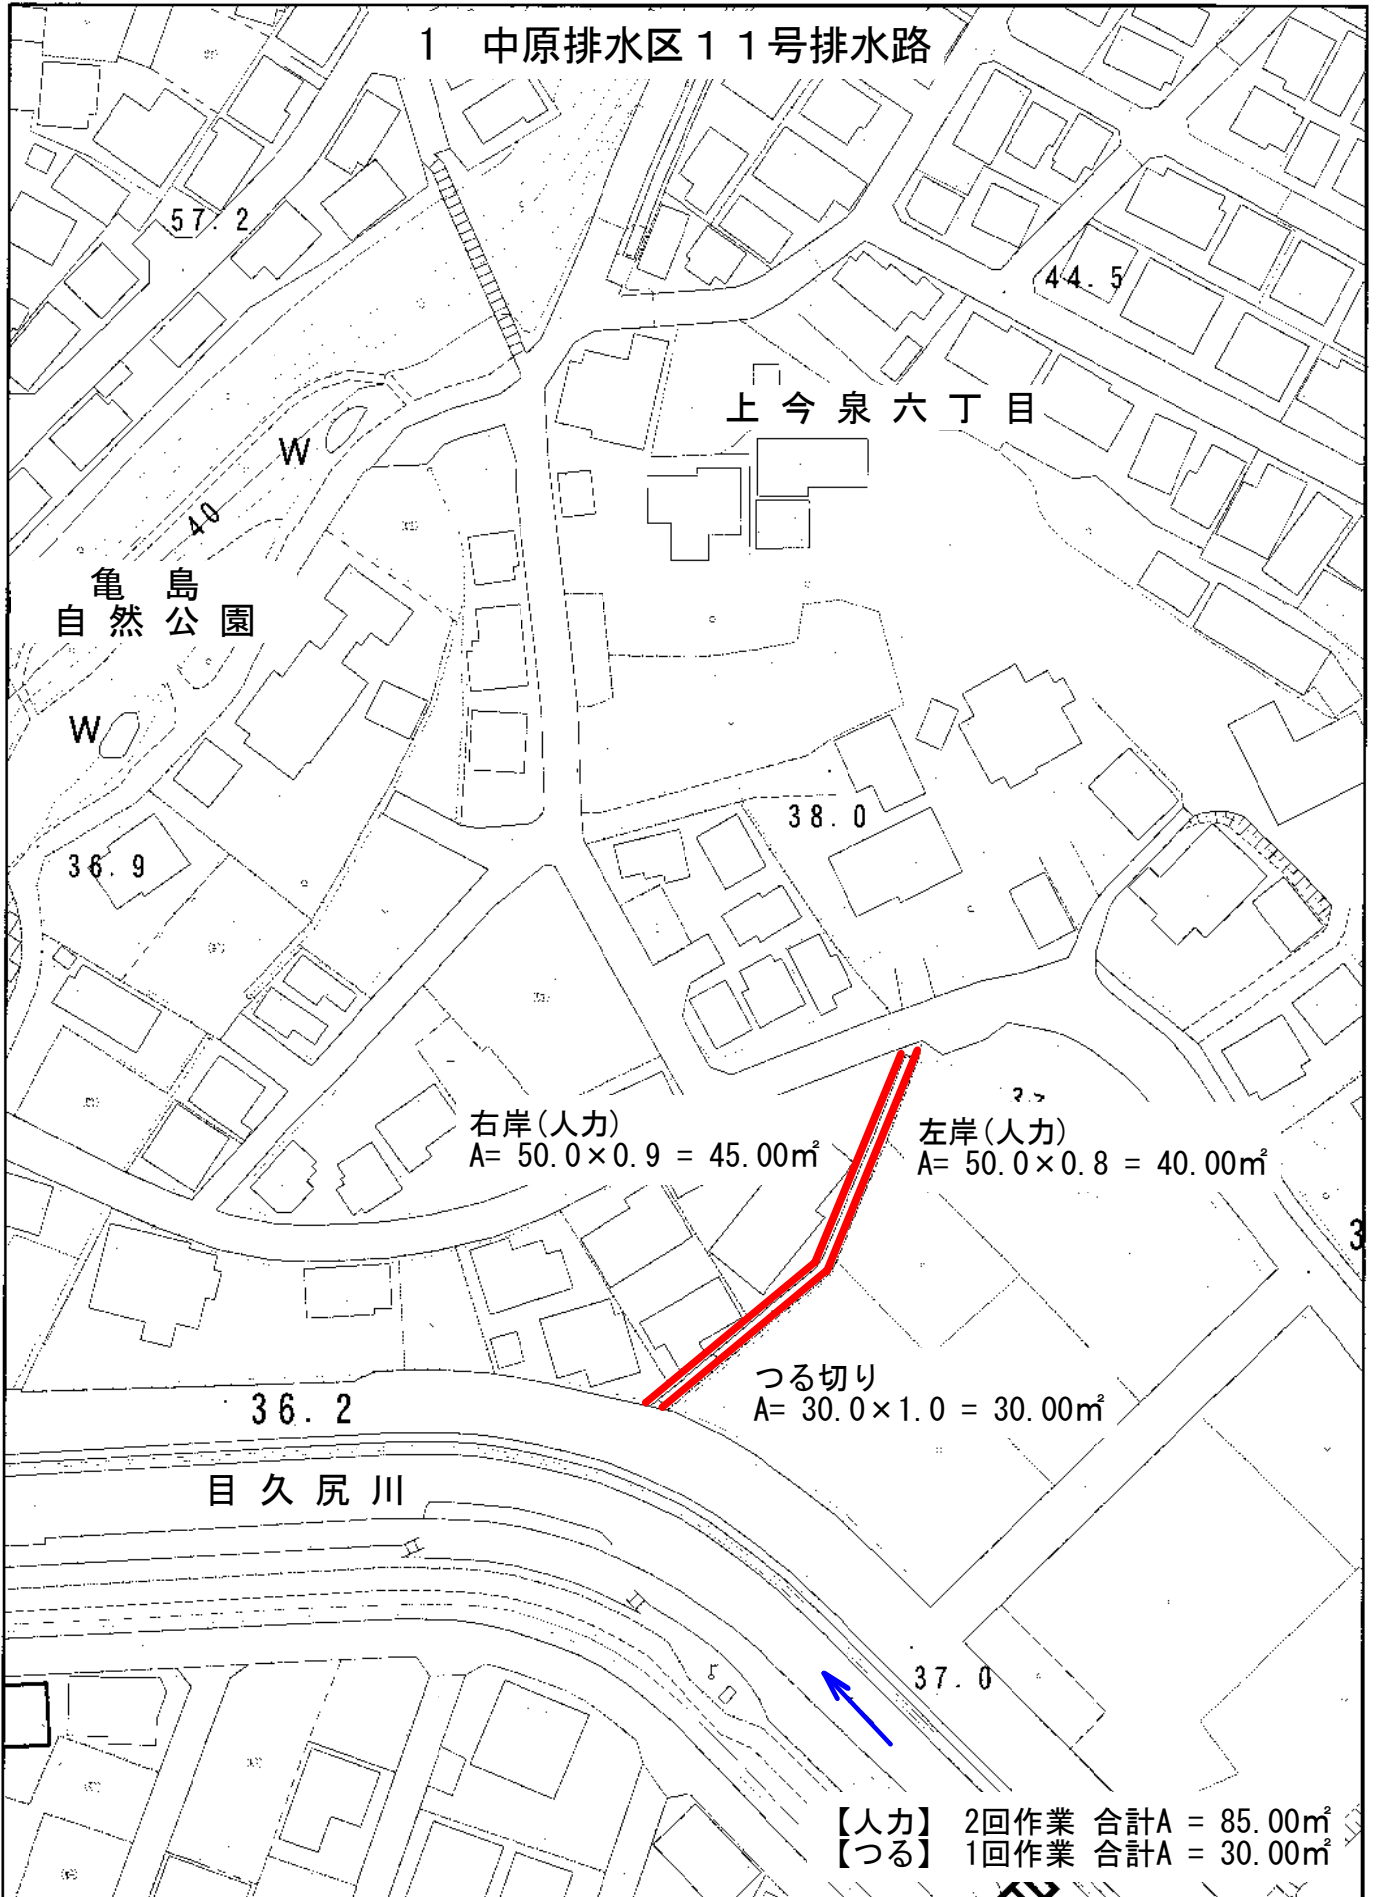 1 中原排水区１１号排水路
57.2
44.5
上今泉六丁目
W
40
亀島
自然公園
W
38.0
36.9
右岸(人力)
A= 50.0×0.9 = 45.00㎡
左岸(人力)
A= 50.0×0.8 = 40.00㎡
3
つる切り
A= 30.0×1.0 = 30.00㎡
36.2
目久尻川
37.0
【人力】 2回作業 合計A = 85.00㎡
【つる】 1回作業 合計A = 30.00㎡